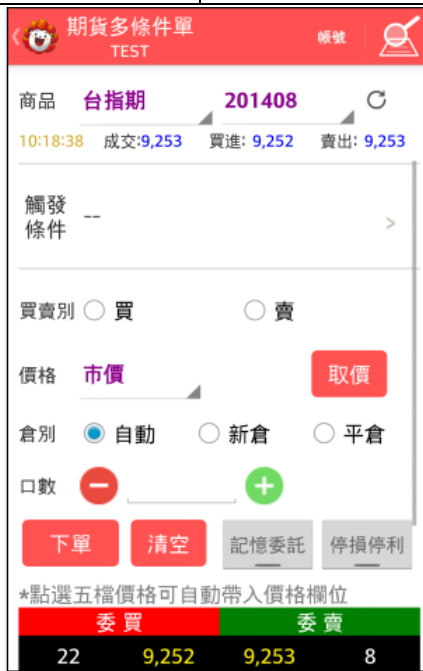 期貨多條件單
TEST
帳號
商品 台指期 201408
10:18:38 成交:9,253 買進: 9,252 賣出: 9,253
觸發條件 --
買賣別 買 賣
價格 市價 取價
倉別 自動 新倉 平倉
口數
下單 清空 記憶委託 停損停利
*點選五檔價格可自動帶入價格欄位
委買 委賣
22 9,252 9,253 8